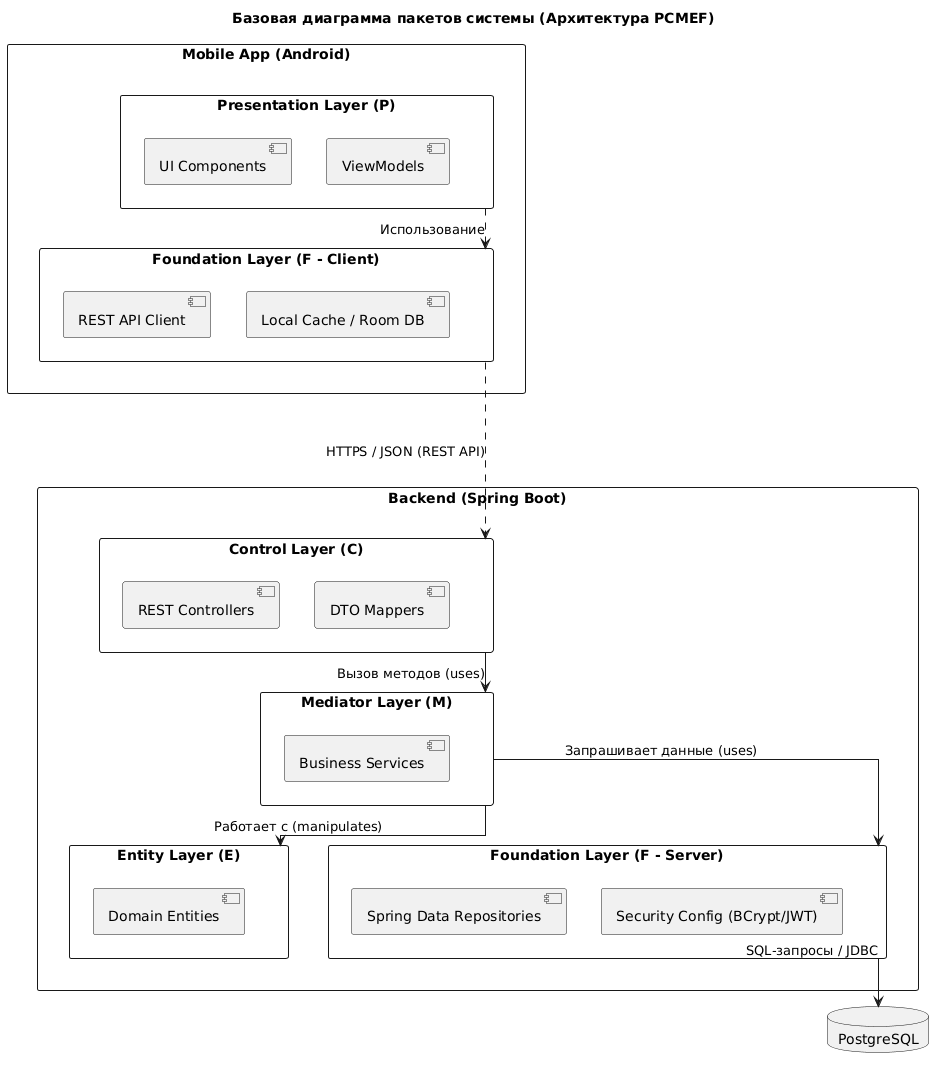 Базовая диаграмма пакетов системы (Архитектура PCMEF)
Mobile App (Android)
Presentation Layer (P)
UI Components
ViewModels
Использование
Foundation Layer (F - Client)
REST API Client
Local Cache / Room DB
HTTPS / JSON (REST API)
Backend (Spring Boot)
Control Layer (C)
REST Controllers
DTO Mappers
Вызов методов (uses)
Mediator Layer (M)
Business Services
Запрашивает данные (uses)
Работает с (manipulates)
Entity Layer (E)
Domain Entities
Foundation Layer (F - Server)
Spring Data Repositories
Security Config (BCrypt/JWT)
SQL-запросы / JDBC
PostgreSQL